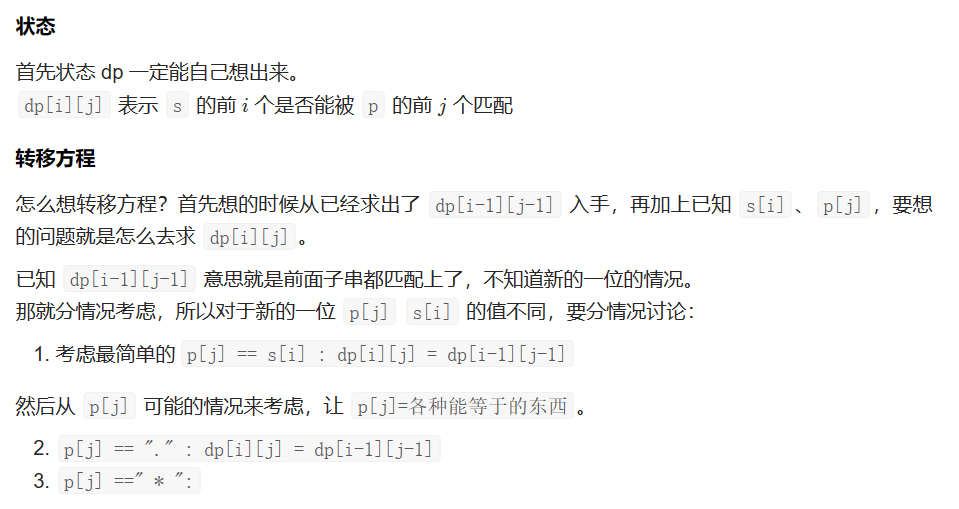 状态
首先状态 dp 一定能自己想出来。
dp[i][j] 表示 s 的前 i 个是否能被 p 的前 j 个匹配
转移方程
怎么想转移方程？首先想的时候从已经求出了 dp[i-1][j-1] 入手，再加上已知 s[i]、p[j]，要想
的问题就是怎么去求 dp[i][j]。
已知 dp[i-1][j-1] 意思就是前面子串都匹配上了，不知道新的一位的情况。
那就分情况考虑，所以对于新的一位 p[j] s[i] 的值不同，要分情况讨论：
1. 考虑最简单的 p[j] == s[i] : dp[i][j] = dp[i-1][j-1]
然后从 p[j] 可能的情况来考虑，让 p[j]=各种能等于的东西。
2. p[j] == "." : dp[i][j] = dp[i-1][j-1]
3. p[j] ==" * ":